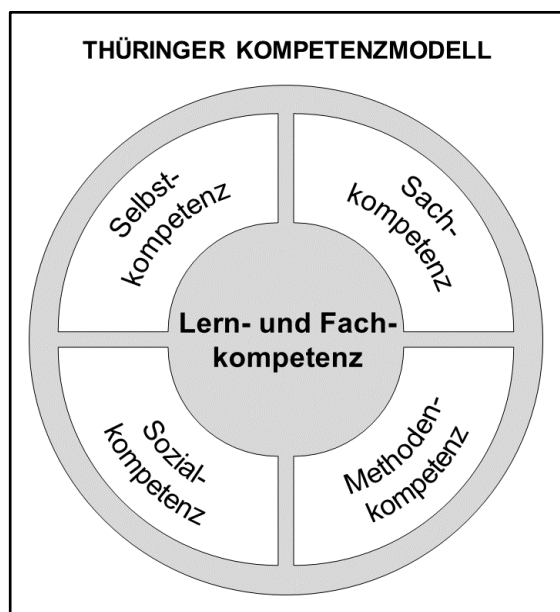 THÜRINGER KOMPETENZMODELL
Selbst-
kompetenz
Sach-
kompetenz
Lern- und Fach-
kompetenz
Sozial-
kompetenz
Methoden-
kompetenz